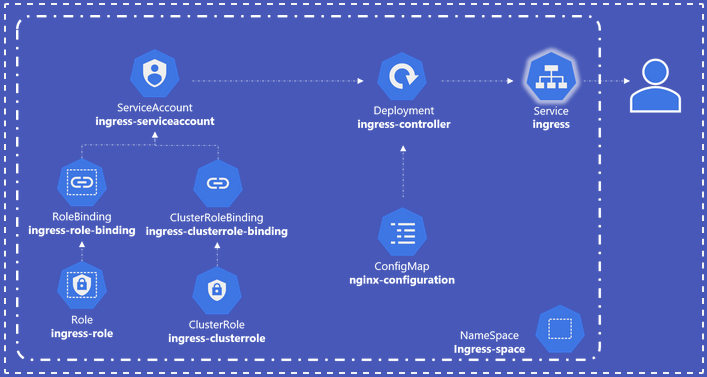 ServiceAccount
ingress-serviceaccount
Deployment
ingress-controller
Service
ingress
RoleBinding
ingress-role-binding
ClusterRoleBinding
ingress-clusterrole-binding
ConfigMap
nginx-configuration
Role
ingress-role
ClusterRole
ingress-clusterrole
NameSpace
Ingress-space